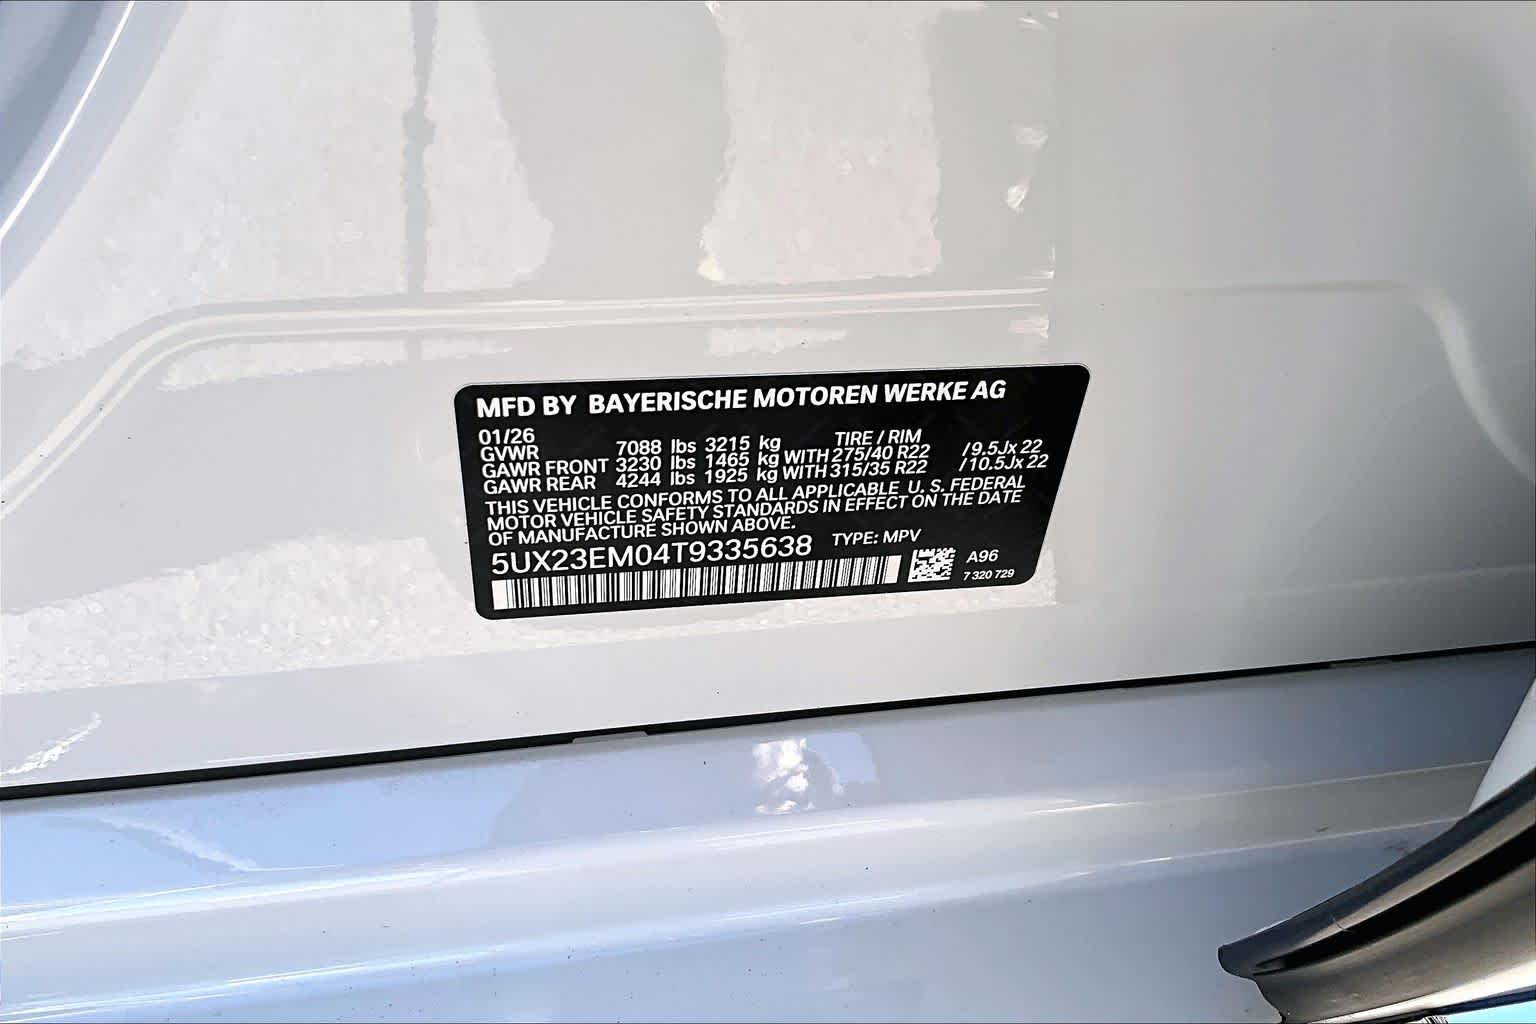 MFD BY BAYERISCHE MOTOREN WERKE AG
01/26 TIRE / RIM
GVWR 7088 lbs 3215 kg
GAWR FRONT 3230 lbs 1465 kg WITH 275/40 R22 /9.5Jx 22
GAWR REAR 4244 lbs 1925 kg WITH 315/35 R22 /10.5Jx 22
THIS VEHICLE CONFORMS TO ALL APPLICABLE U. S. FEDERAL
MOTOR VEHICLE SAFETY STANDARDS IN EFFECT ON THE DATE
OF MANUFACTURE SHOWN ABOVE.
5UX23EM04T9335638 TYPE: MPV
A96
7 320 729